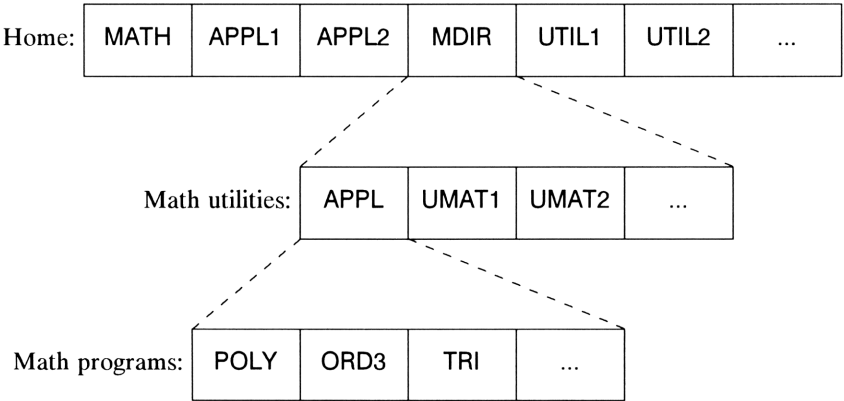 Home: MATH APPL1 APPL2 MDIR UTIL1 UTIL2 ...
Math utilities: APPL UMAT1 UMAT2 ...
Math programs: POLY ORD3 TRI ...